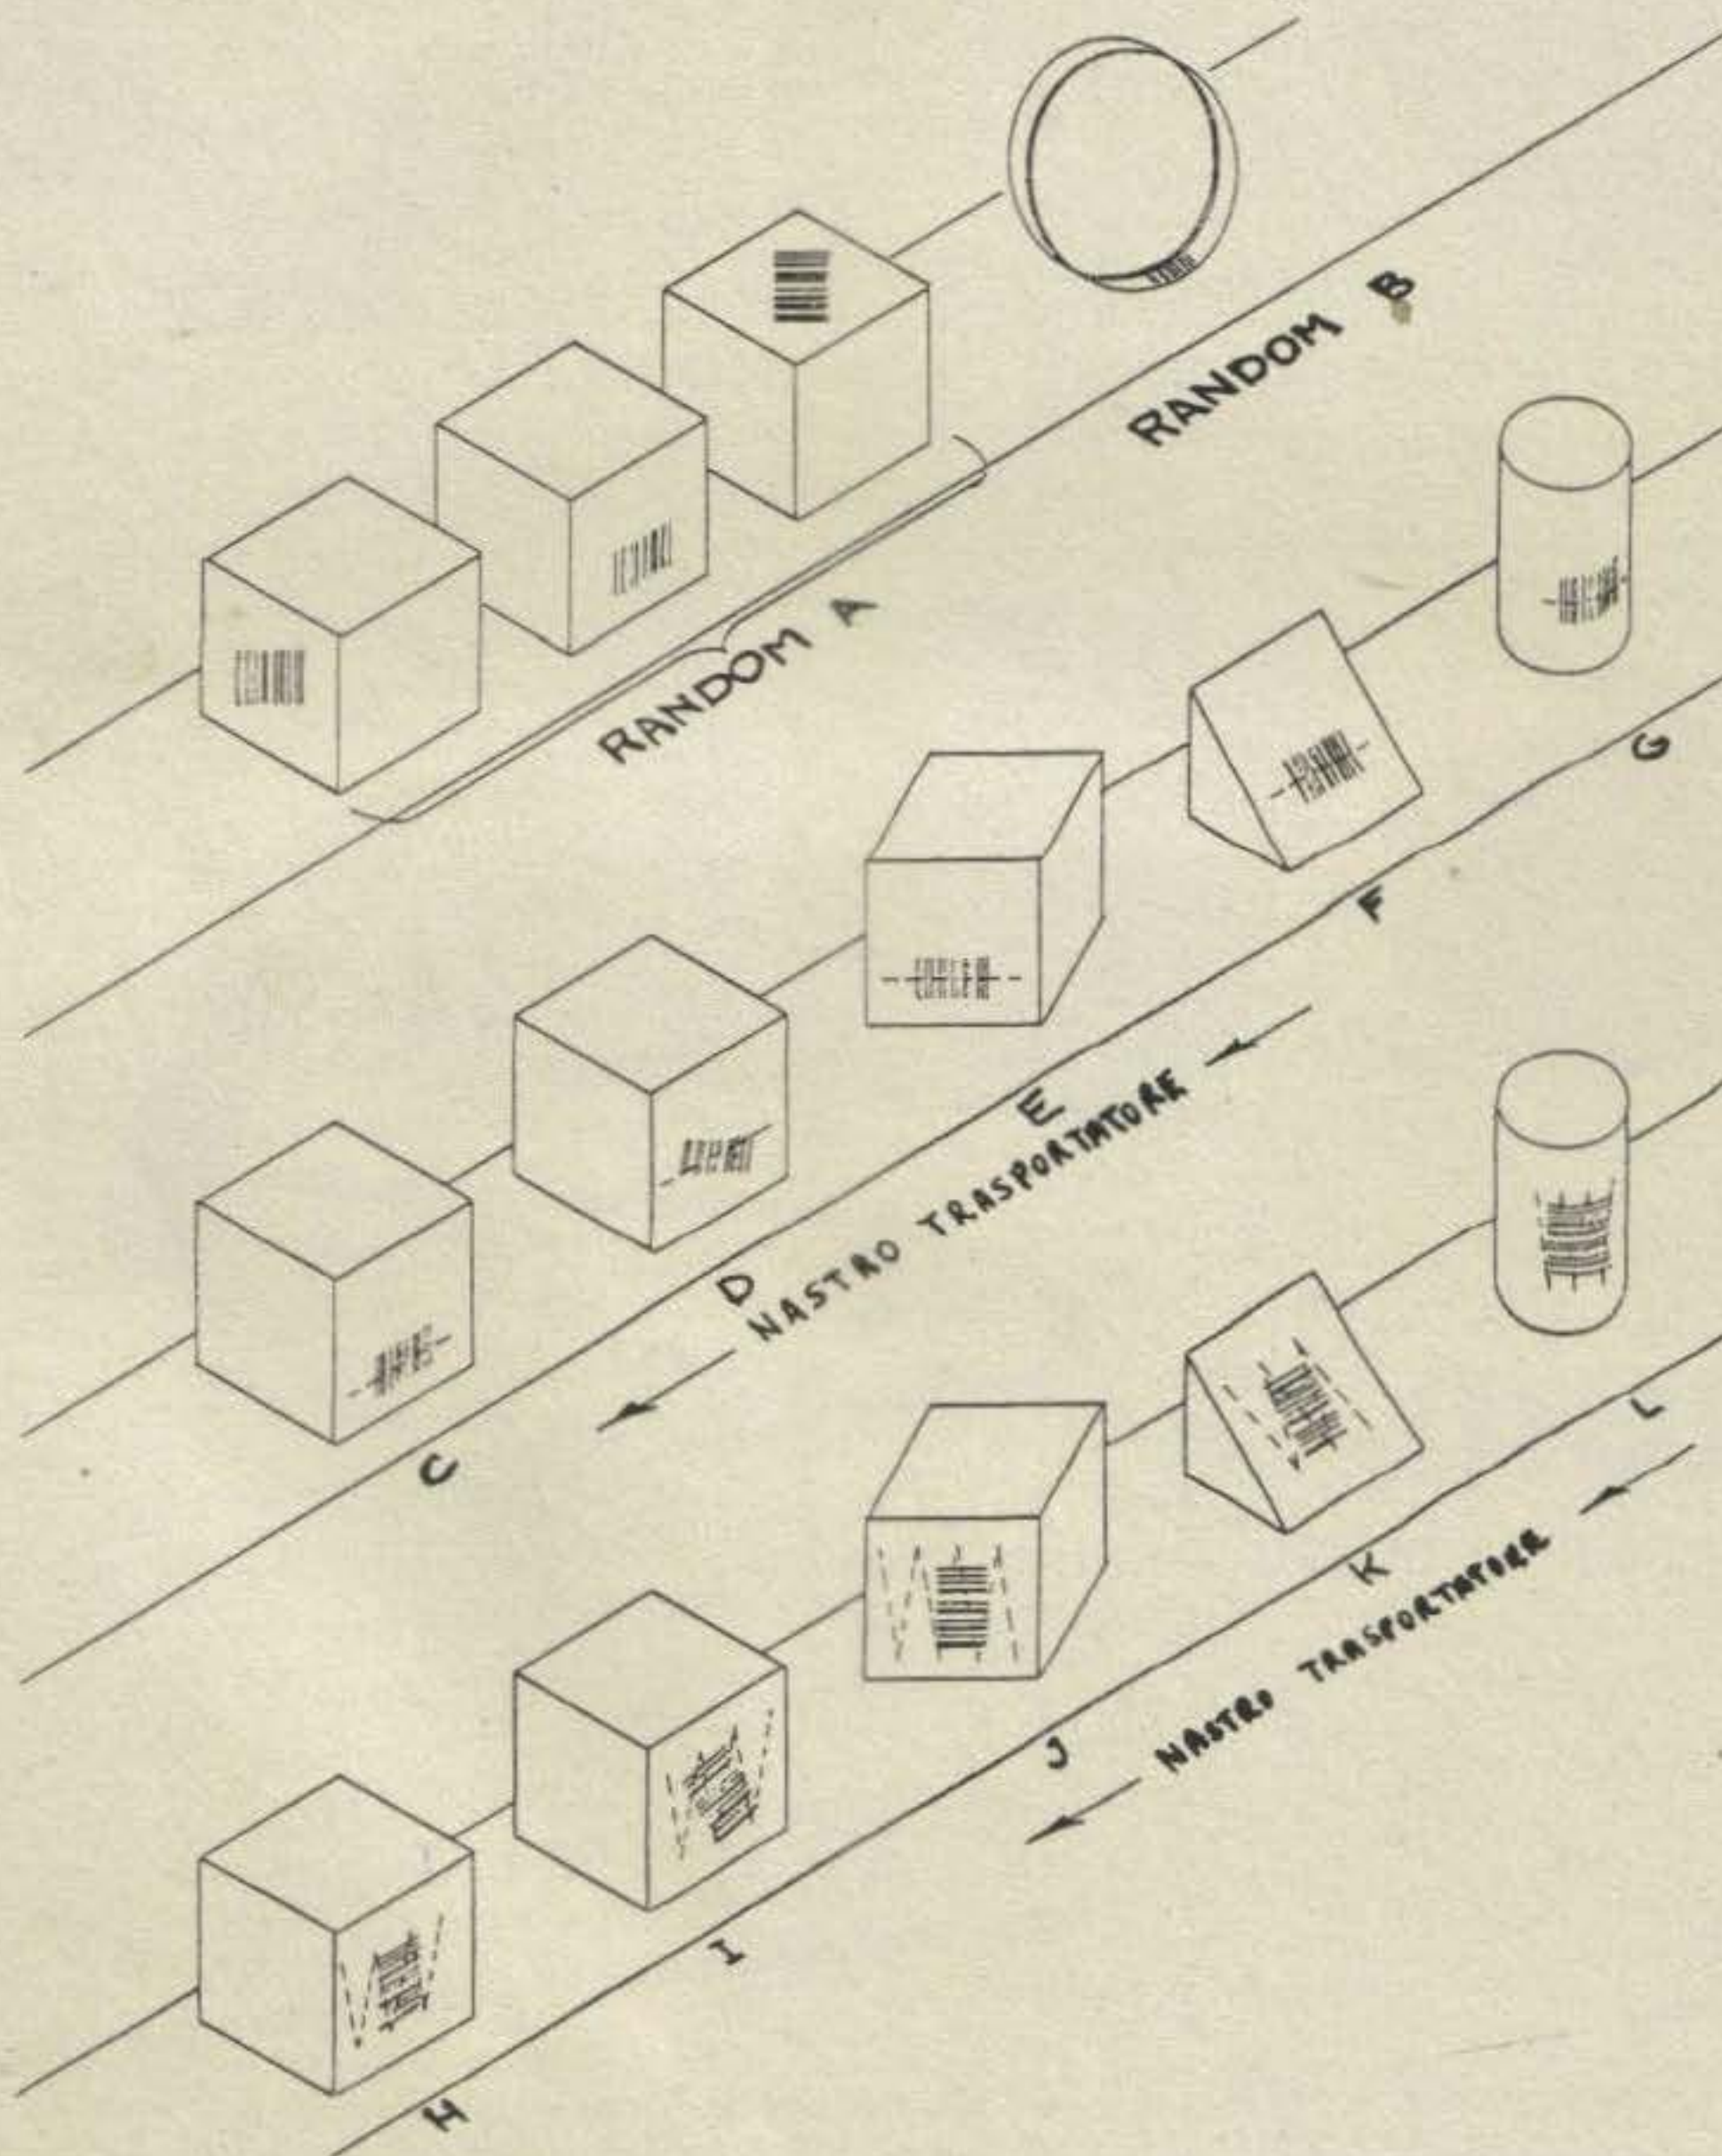 RANDOM B
RANDOM A
G
F
E
NASTRO TRASPORTATORE
D
C
L
K
NASTRO TRASPORTATORE
J
I
H